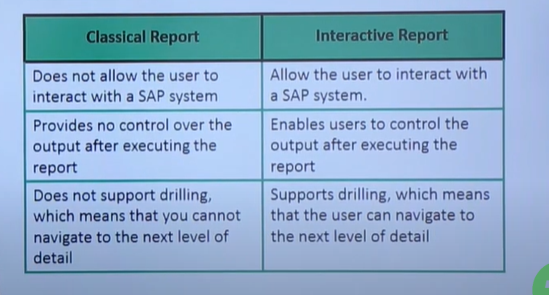 Classical Report
Interactive Report
Does not allow the user to
interact with a SAP system
Allow the user to interact with
a SAP system.
Provides no control over the
output after executing the
report
Enables users to control the
output after executing the
report
Does not support drilling,
which means that you cannot
navigate to the next level of
detail
Supports drilling, which means
that the user can navigate to
the next level of detail